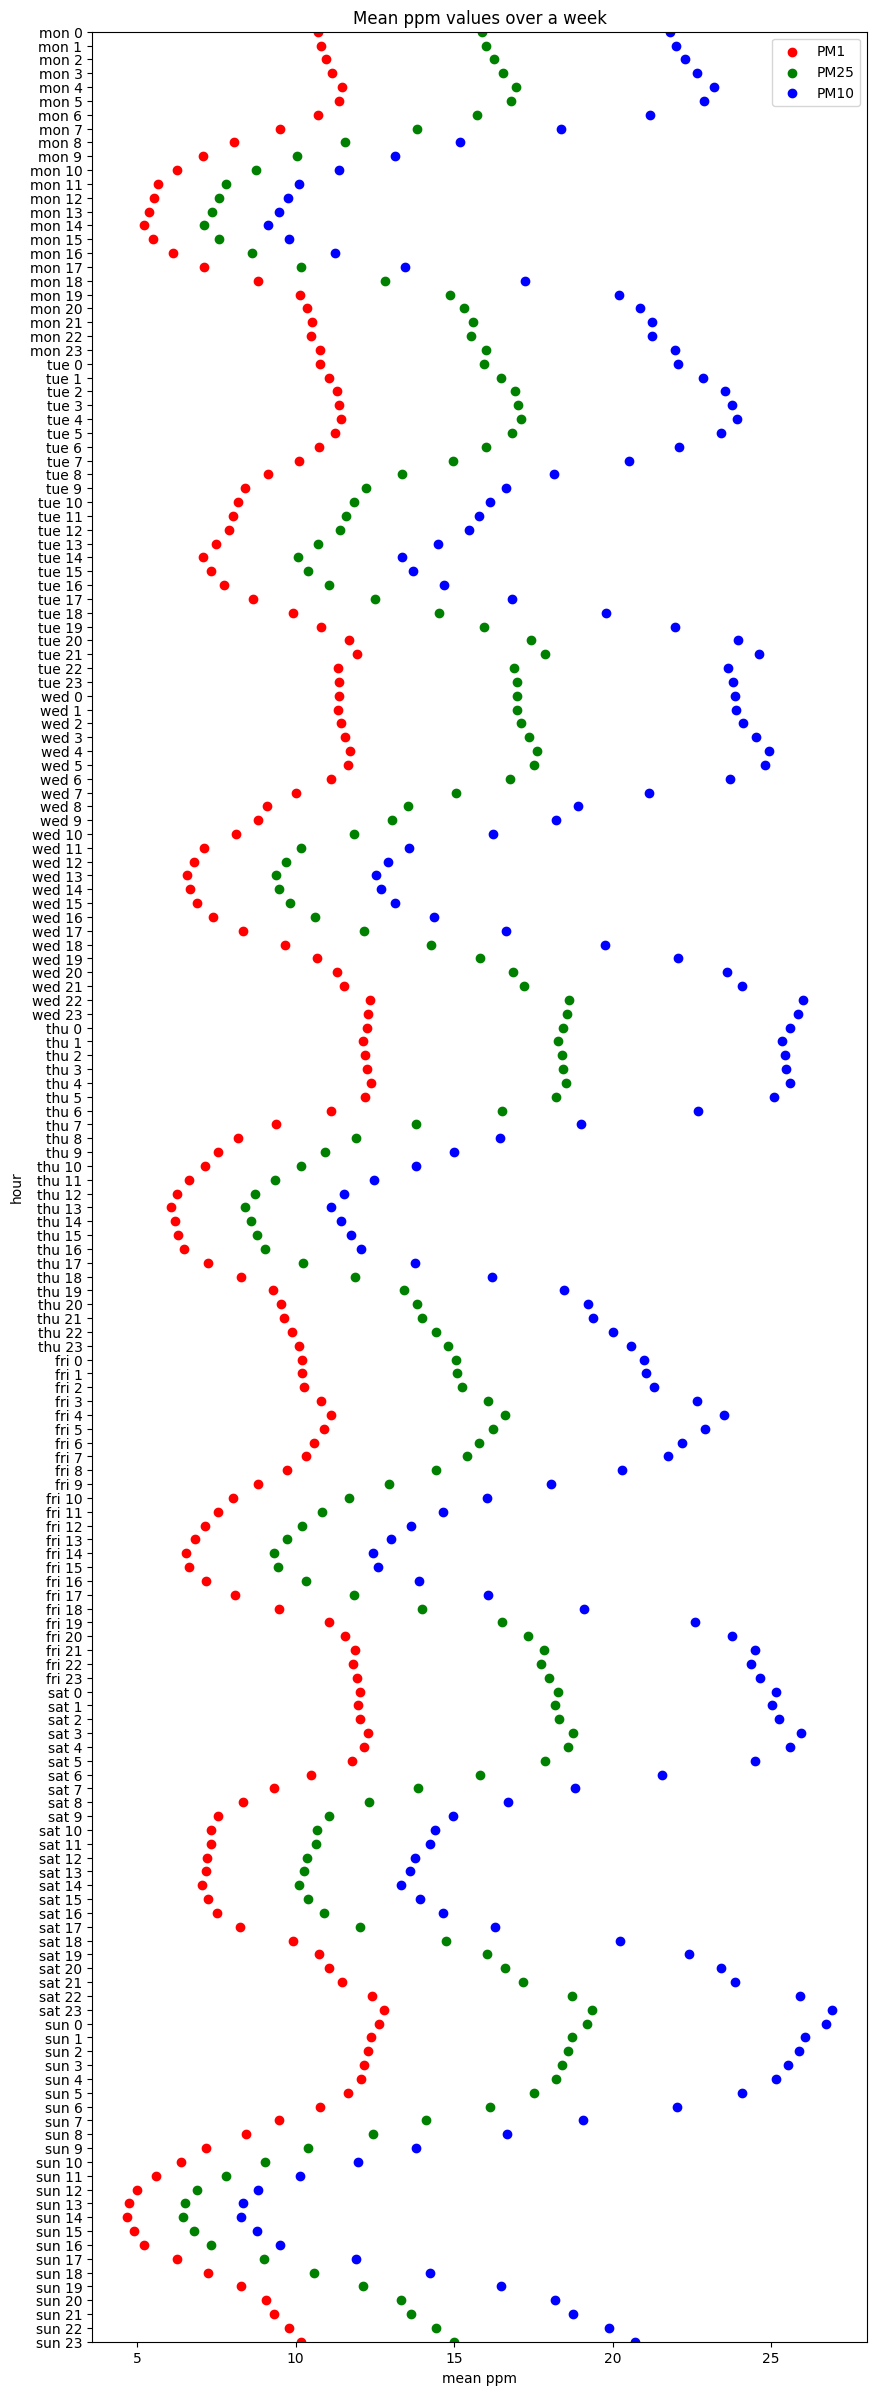 Mean ppm values over a week
PM1
PM25
PM10
mon 0
mon 1
mon 2
mon 3
mon 4
mon 5
mon 6
mon 7
mon 8
mon 9
mon 10
mon 11
mon 12
mon 13
mon 14
mon 15
mon 16
mon 17
mon 18
mon 19
mon 20
mon 21
mon 22
mon 23
tue 0
tue 1
tue 2
tue 3
tue 4
tue 5
tue 6
tue 7
tue 8
tue 9
tue 10
tue 11
tue 12
tue 13
tue 14
tue 15
tue 16
tue 17
tue 18
tue 19
tue 20
tue 21
tue 22
tue 23
wed 0
wed 1
wed 2
wed 3
wed 4
wed 5
wed 6
wed 7
wed 8
wed 9
wed 10
wed 11
wed 12
wed 13
wed 14
wed 15
wed 16
wed 17
wed 18
wed 19
wed 20
wed 21
wed 22
wed 23
thu 0
thu 1
thu 2
thu 3
thu 4
thu 5
thu 6
thu 7
thu 8
thu 9
thu 10
thu 11
thu 12
thu 13
thu 14
thu 15
thu 16
thu 17
thu 18
thu 19
thu 20
thu 21
thu 22
thu 23
fri 0
fri 1
fri 2
fri 3
fri 4
fri 5
fri 6
fri 7
fri 8
fri 9
fri 10
fri 11
fri 12
fri 13
fri 14
fri 15
fri 16
fri 17
fri 18
fri 19
fri 20
fri 21
fri 22
fri 23
sat 0
sat 1
sat 2
sat 3
sat 4
sat 5
sat 6
sat 7
sat 8
sat 9
sat 10
sat 11
sat 12
sat 13
sat 14
sat 15
sat 16
sat 17
sat 18
sat 19
sat 20
sat 21
sat 22
sat 23
sun 0
sun 1
sun 2
sun 3
sun 4
sun 5
sun 6
sun 7
sun 8
sun 9
sun 10
sun 11
sun 12
sun 13
sun 14
sun 15
sun 16
sun 17
sun 18
sun 19
sun 20
sun 21
sun 22
sun 23
hour
5 10 15 20 25
mean ppm